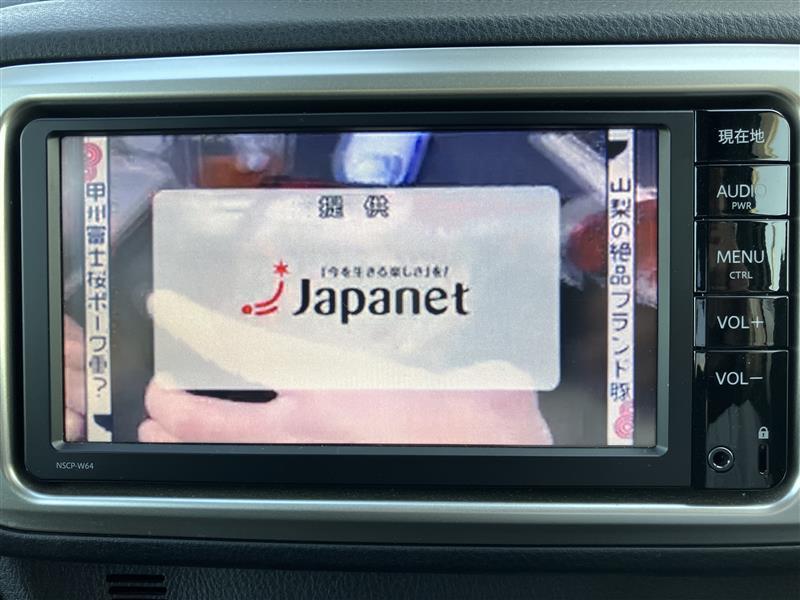 山梨の絶品ブランド豚
甲州富士桜ポーク重?
提供
「今を生きる楽しさ」を!
Japanet
現在地
AUDIO
PWR
MENU
CTRL
VOL+
VOL−
NSCP-W64